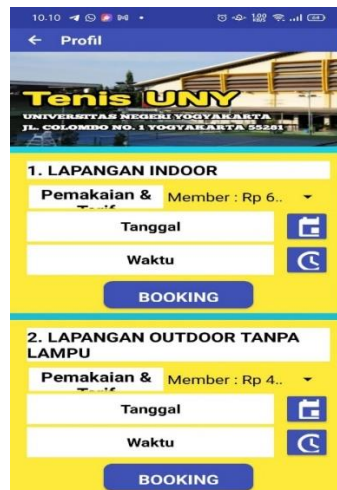 10.10
← Profil
Tenis UNY
UNIVERSITAS NEGERI YOGYAKARTA
JL. COLOMBO NO. 1 YOGYAKARTA 55281
1. LAPANGAN INDOOR
Pemakaian &
Member : Rp 6..
Tanggal
Waktu
BOOKING
2. LAPANGAN OUTDOOR TANPA
LAMPU
Pemakaian &
Member : Rp 4..
Tanggal
Waktu
BOOKING